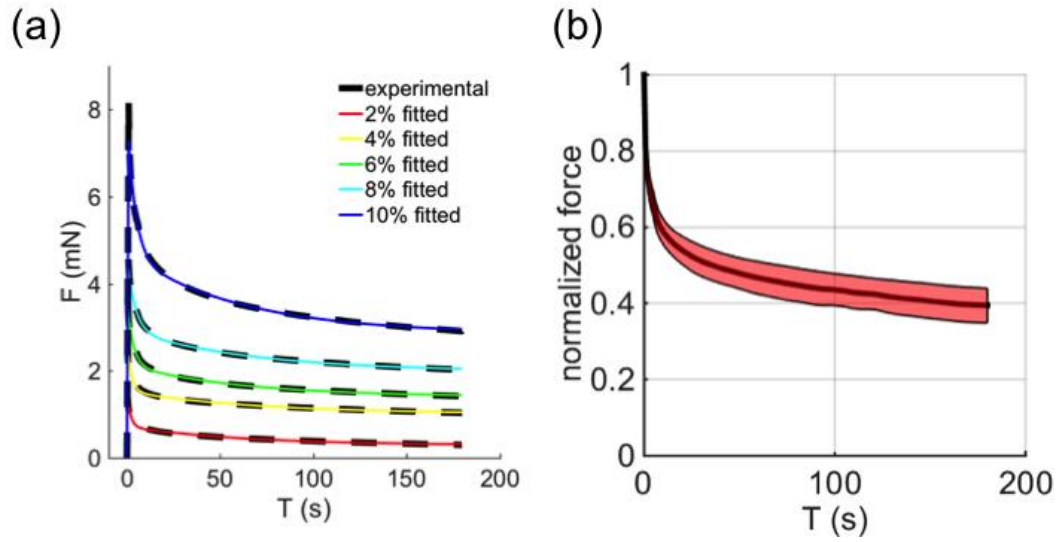 (a)
8
6
4
2
0
F (mN)
0 50 100 150 200
T (s)
experimental
2% fitted
4% fitted
6% fitted
8% fitted
10% fitted
(b)
1
0.8
0.6
0.4
0.2
0
normalized force
0 100 200
T (s)